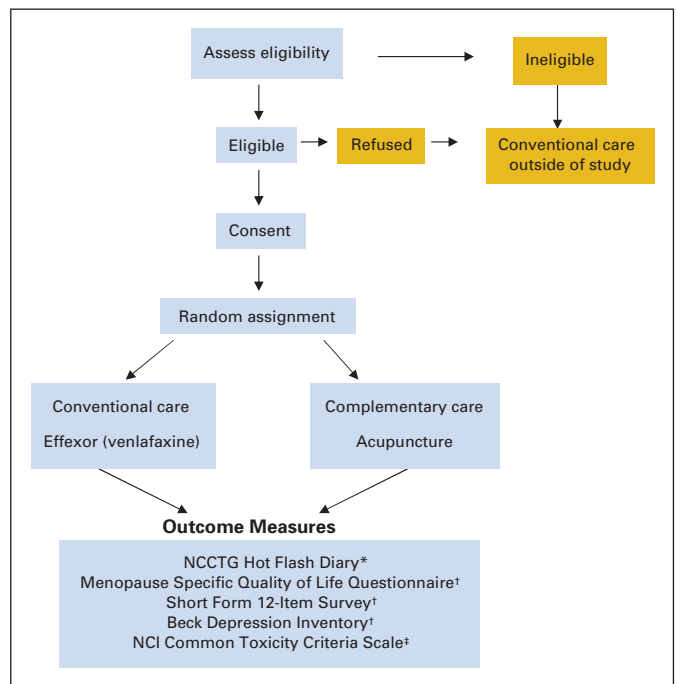 Assess eligibility
Ineligible
Eligible
Refused
Conventional care
outside of study
Consent
Random assignment
Conventional care
Effexor (venlafaxine)
Complementary care
Acupuncture
Outcome Measures
NCCTG Hot Flash Diary*
Menopause Specific Quality of Life Questionnaire†
Short Form 12-Item Survey†
Beck Depression Inventory†
NCI Common Toxicity Criteria Scale‡